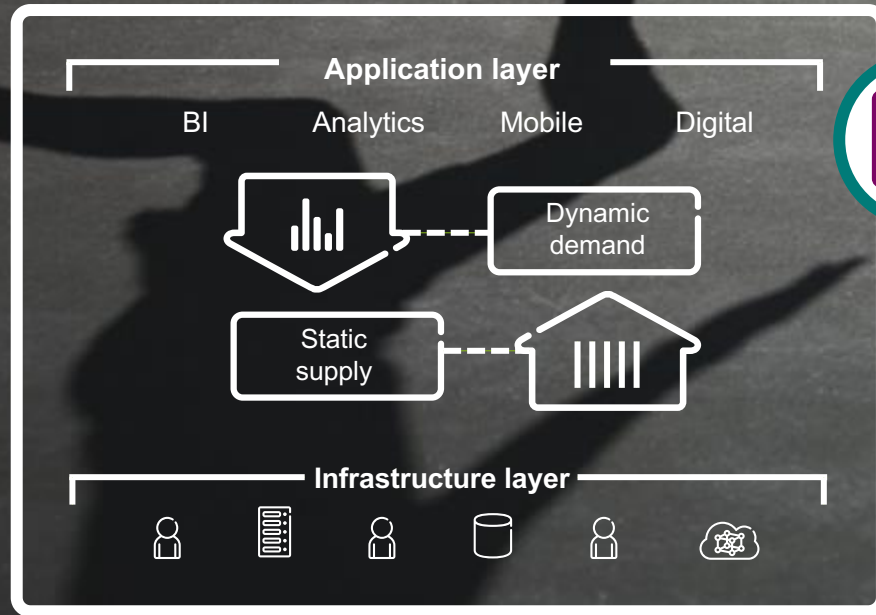 Application layer
BI Analytics Mobile Digital
Dynamic
demand
Static
supply
Infrastructure layer